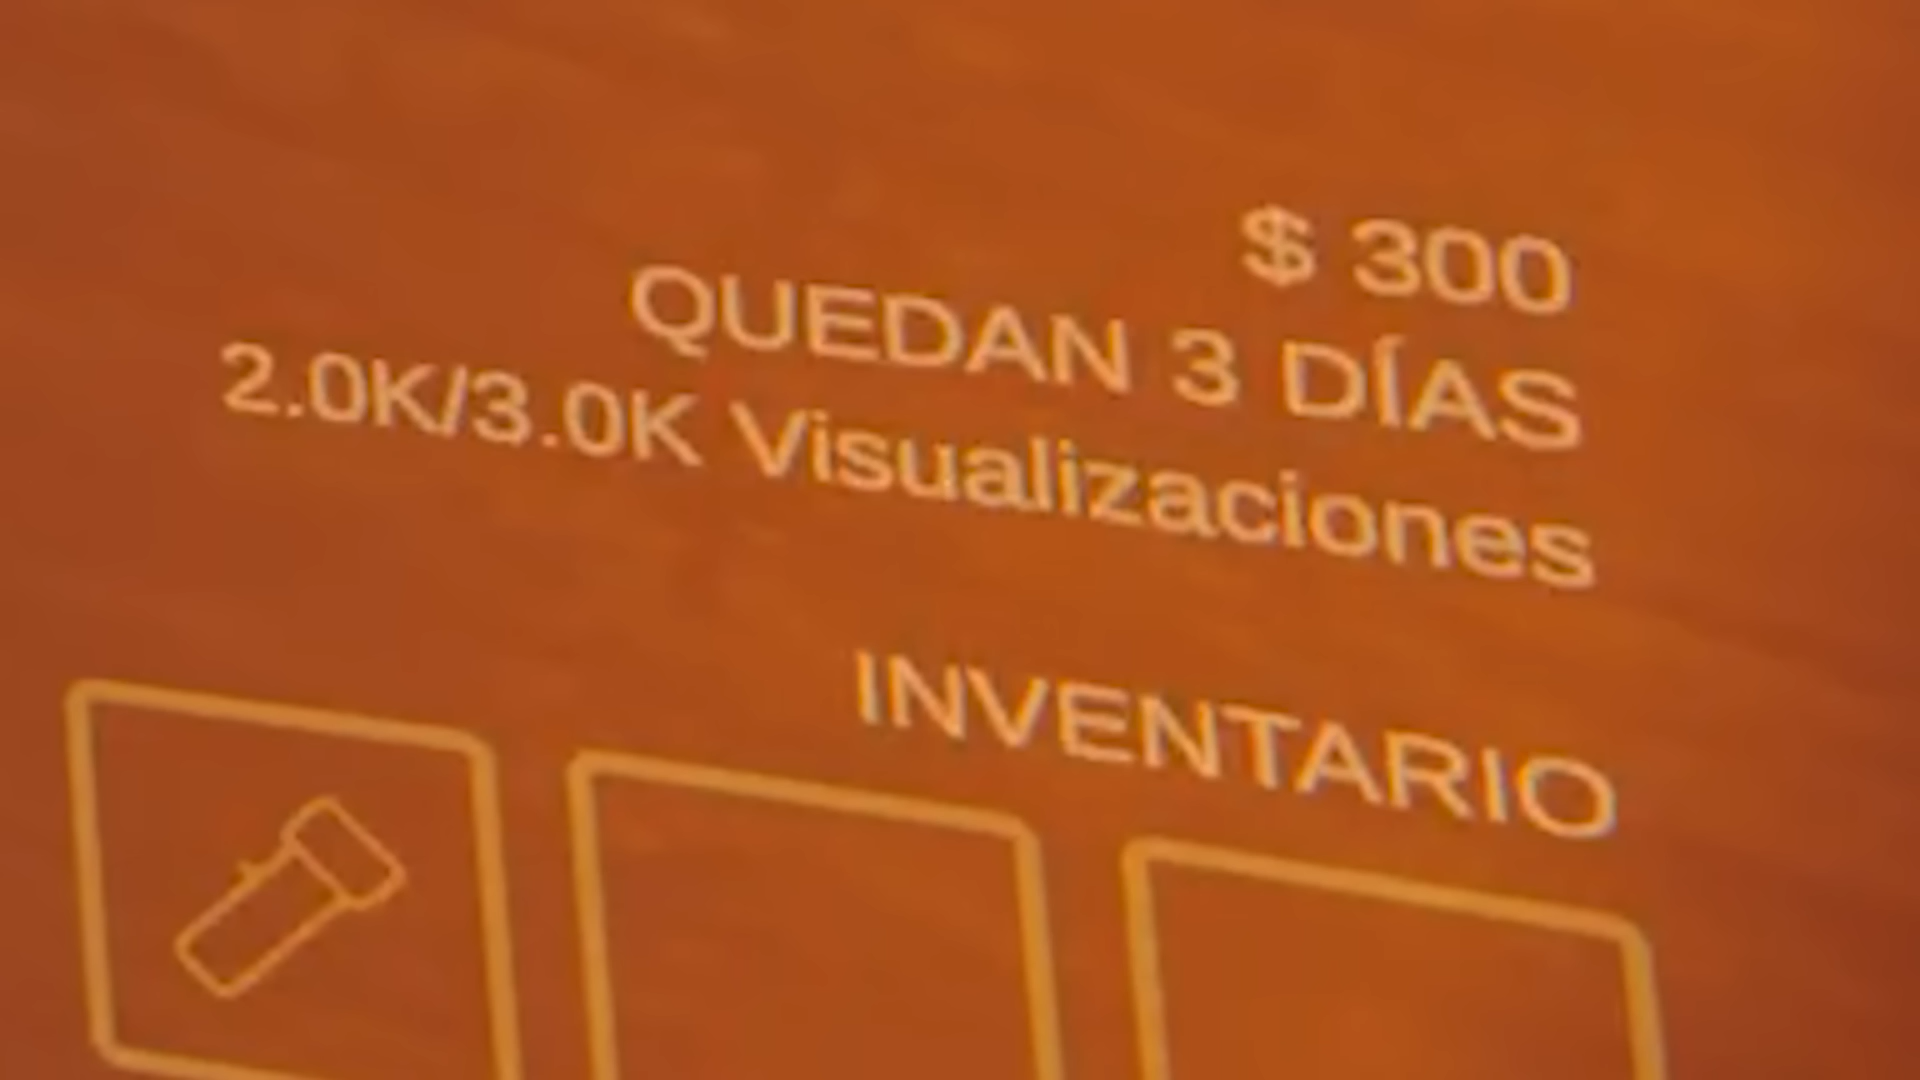 $ 300
QUEDAN 3 DÍAS
2.0K/3.0K Visualizaciones
INVENTARIO